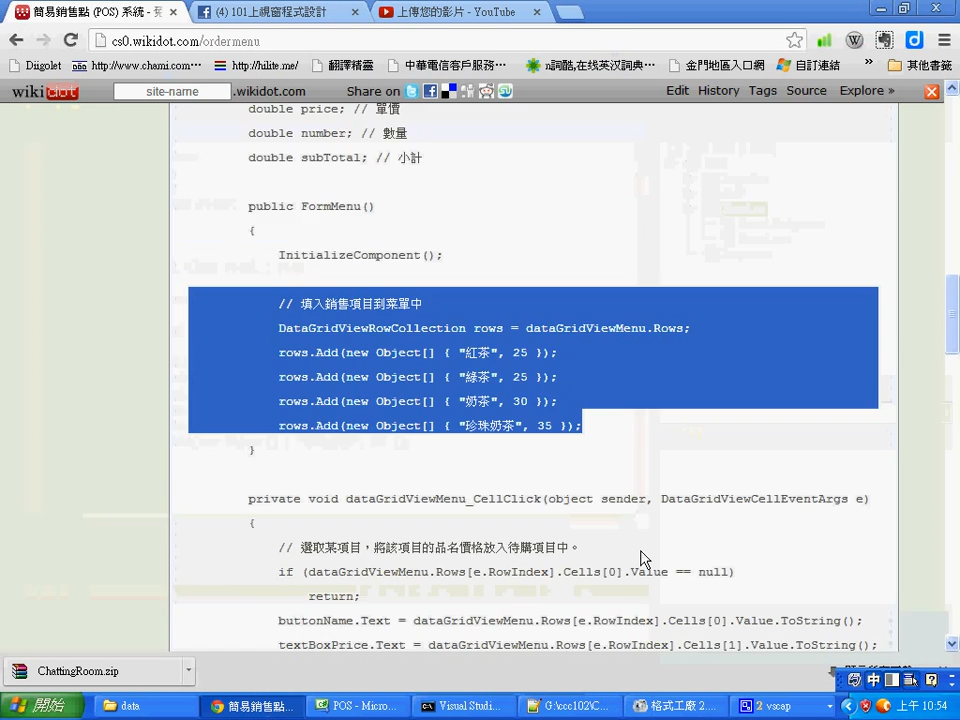 簡易銷售點 (POS) 系統 - 
(4) 101上視窗程式設計
上傳您的影片 - YouTube
cs0.wikidot.com/ordermenu
Diigolet
http://www.chami.com…
http://hilite.me/
翻譯精靈
中華電信客戶服務…
n詞酷,在线英汉词典…
金門地區入口網
自訂連結
»
其他書籤
wikidot
site-name
.wikidot.com
Share on
Edit
History
Tags
Source
Explore »
double price; // 單價
double number; // 數量
double subTotal; // 小計
public FormMenu()
{
InitializeComponent();
// 填入銷售項目到菜單中
DataGridViewRowCollection rows = dataGridViewMenu.Rows;
rows.Add(new Object[] { "紅茶", 25 });
rows.Add(new Object[] { "綠茶", 25 });
rows.Add(new Object[] { "奶茶", 30 });
rows.Add(new Object[] { "珍珠奶茶", 35 });
}
private void dataGridViewMenu_CellClick(object sender, DataGridViewCellEventArgs e)
{
// 選取某項目，將該項目的品名價格放入待購項目中。
if (dataGridViewMenu.Rows[e.RowIndex].Cells[0].Value == null)
return;
buttonName.Text = dataGridViewMenu.Rows[e.RowIndex].Cells[0].Value.ToString();
textBoxPrice.Text = dataGridViewMenu.Rows[e.RowIndex].Cells[1].Value.ToString();
ChattingRoom.zip
中
開始
data
簡易銷售點...
POS - Micro...
Visual Studi...
G:\ccc102\C...
格式工廠 2....
2 vscap
上午 10:54